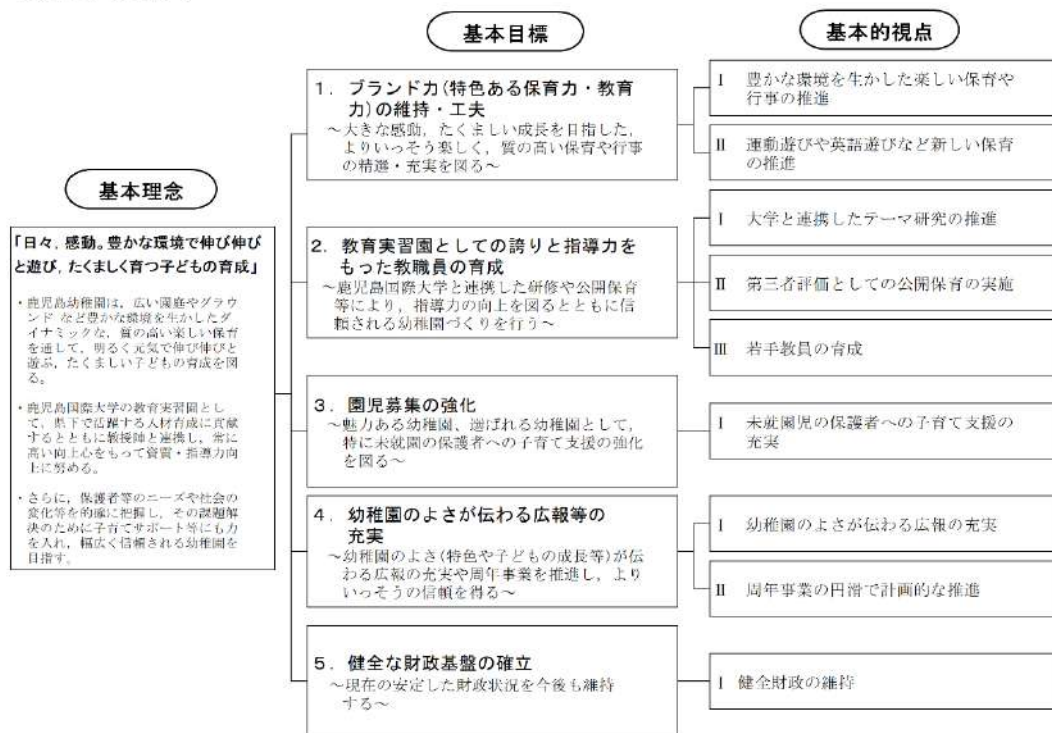 基本目標
基本的視点
基本理念
「日々，感動。豊かな環境で伸び伸び
と遊び，たくましく育つ子どもの育成」
・鹿児島幼稚園は，広い園庭やグラウ
ンド など豊かな環境を生かしたダ
イナミックな，質の高い楽しい保育
を通して，明るく元気で伸び伸びと
遊ぶ，たくましい子どもの育成を図
る。
・鹿児島国際大学の教育実習園とし
て，県下で活躍する人材育成に貢献
するとともに教授陣と連携し，常に
高い向上心をもって資質・指導力向
上に努める。
・さらに，保護者等のニーズや社会の
変化等を的確に把握し，その課題解
決のために子育てサポート等にも力
を入れ，幅広く信頼される幼稚園を
目指す。
1．ブランド力(特色ある保育力・教育
力)の維持・工夫
～大きな感動，たくましい成長を目指した，
よりいっそう楽しく，質の高い保育や行事
の精選・充実を図る～
Ⅰ 豊かな環境を生かした楽しい保育や
行事の推進
Ⅱ 運動遊びや英語遊びなど新しい保育
の推進
2．教育実習園としての誇りと指導力を
もった教職員の育成
～鹿児島国際大学と連携した研修や公開保育
等により，指導力の向上を図るとともに信
頼される幼稚園づくりを行う～
Ⅰ 大学と連携したテーマ研究の推進
Ⅱ 第三者評価としての公開保育の実施
Ⅲ 若手教員の育成
3．園児募集の強化
～魅力ある幼稚園、選ばれる幼稚園として，
特に未就園の保護者への子育て支援の強化
を図る～
Ⅰ 未就園児の保護者への子育て支援の
充実
4．幼稚園のよさが伝わる広報等の
充実
～幼稚園のよさ(特色や子どもの成長等)が伝
わる広報の充実や周年事業を推進し，より
いっそうの信頼を得る～
Ⅰ 幼稚園のよさが伝わる広報の充実
Ⅱ 周年事業の円滑で計画的な推進
5．健全な財政基盤の確立
～現在の安定した財政状況を今後も維持
する～
Ⅰ 健全財政の維持